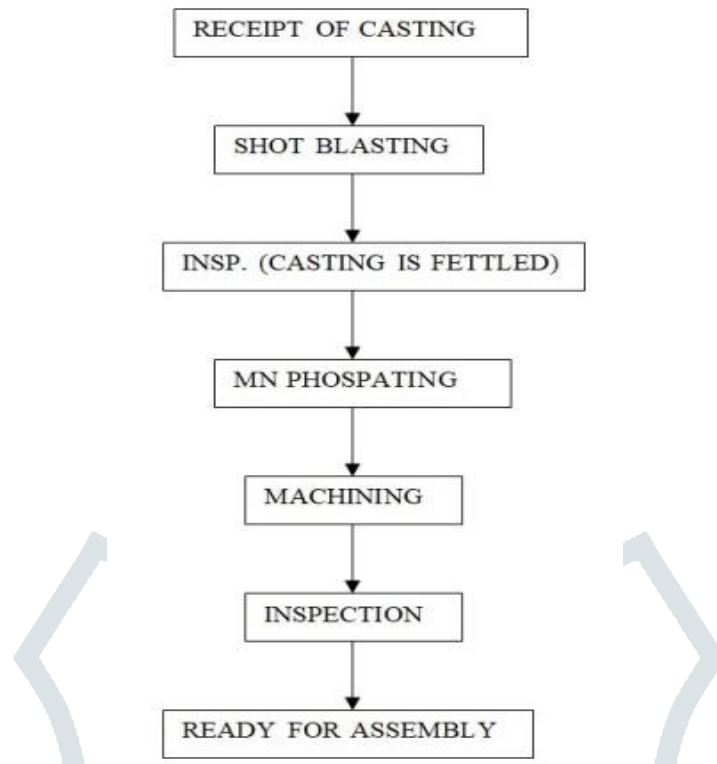 RECEIPT OF CASTING
SHOT BLASTING
INSP. (CASTING IS FETTLED)
MN PHOSPATING
MACHINING
INSPECTION
READY FOR ASSEMBLY